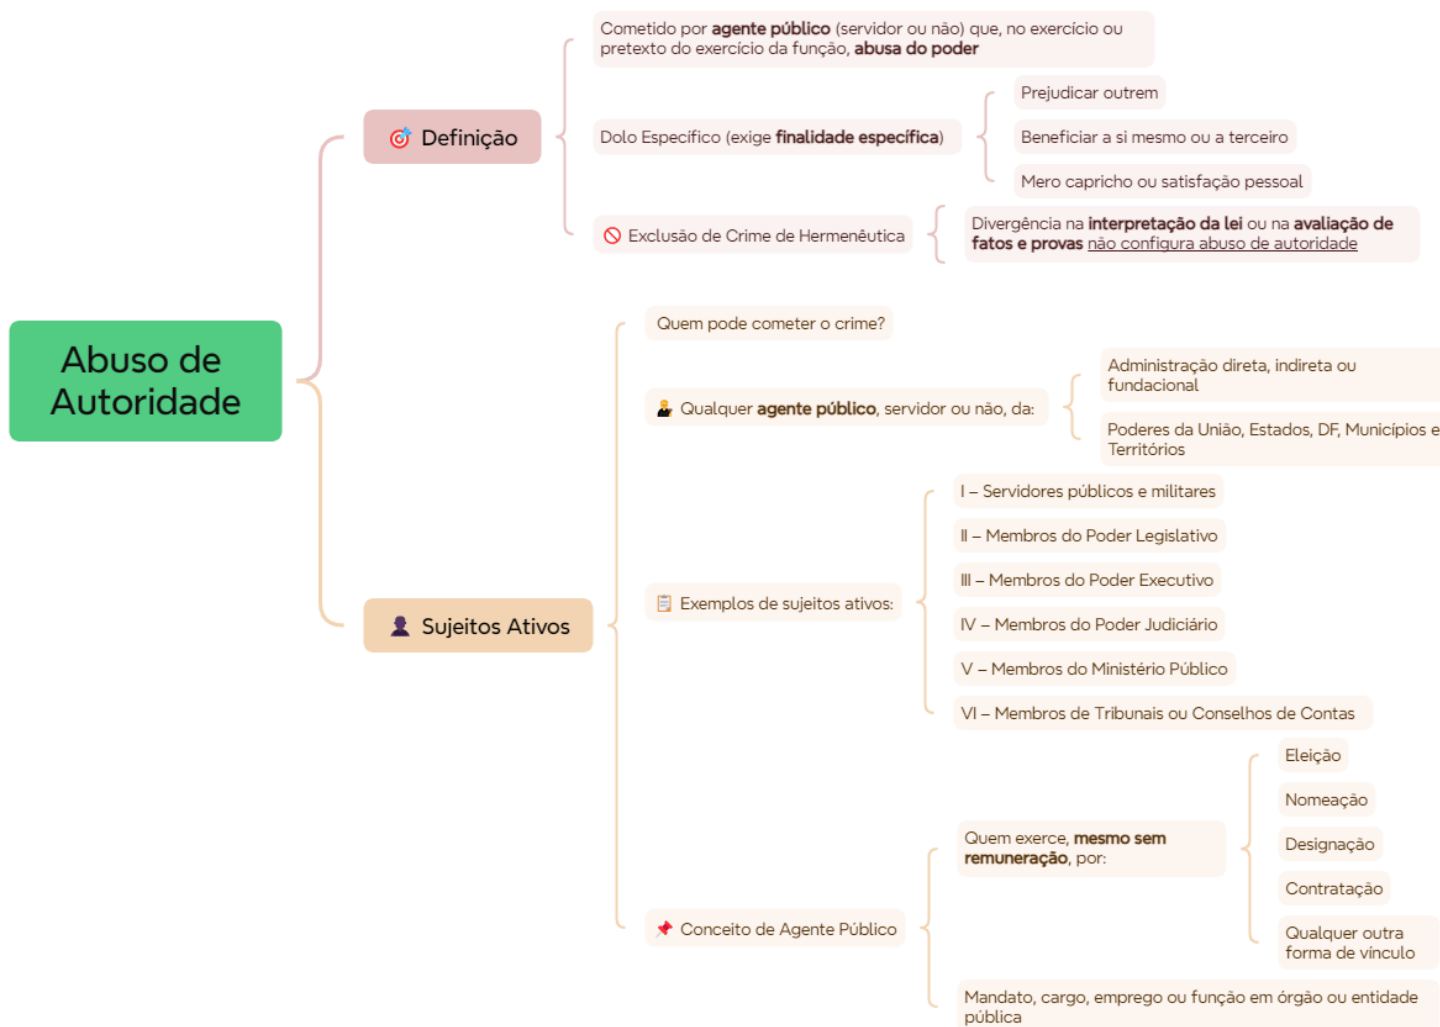 Abuso de
Autoridade
Definição
Cometido por agente público (servidor ou não) que, no exercício ou
pretexto do exercício da função, abusa do poder
Dolo Específico (exige finalidade específica)
Prejudicar outrem
Beneficiar a si mesmo ou a terceiro
Mero capricho ou satisfação pessoal
Exclusão de Crime de Hermenêutica
Divergência na interpretação da lei ou na avaliação de
fatos e provas não configura abuso de autoridade
Sujeitos Ativos
Quem pode cometer o crime?
Qualquer agente público, servidor ou não, da:
Administração direta, indireta ou
fundacional
Poderes da União, Estados, DF, Municípios e
Territórios
Exemplos de sujeitos ativos:
I – Servidores públicos e militares
II – Membros do Poder Legislativo
III – Membros do Poder Executivo
IV – Membros do Poder Judiciário
V – Membros do Ministério Público
VI – Membros de Tribunais ou Conselhos de Contas
Conceito de Agente Público
Quem exerce, mesmo sem
remuneração, por:
Eleição
Nomeação
Designação
Contratação
Qualquer outra
forma de vínculo
Mandato, cargo, emprego ou função em órgão ou entidade
pública